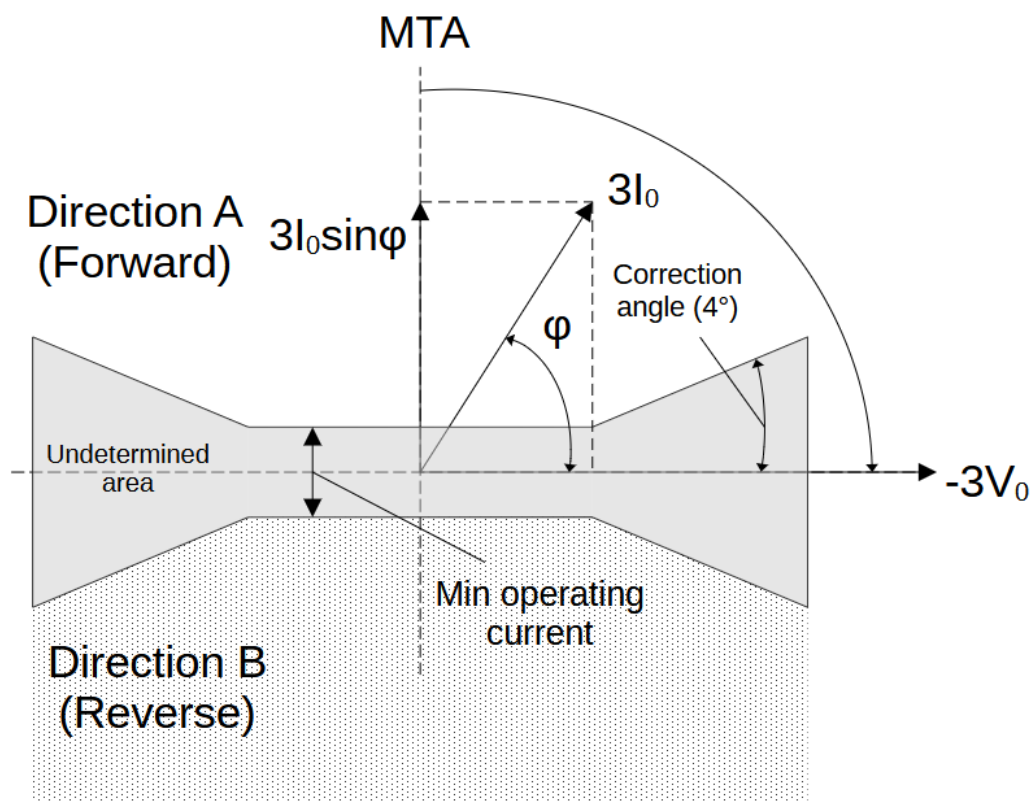 MTA
Direction A
(Forward)
3I₀sinφ
3I₀
Correction
angle (4°)
φ
Undetermined
area
-3V₀
Min operating
current
Direction B
(Reverse)